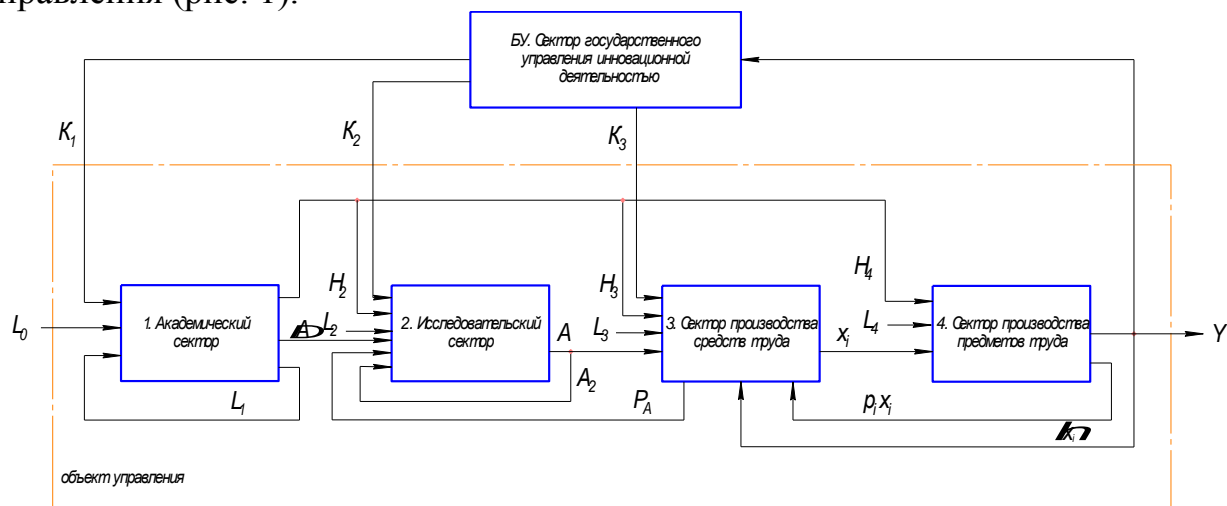 правления (рис. 1).
БУ. Сектор государственного
управления инновационной
деятельностью
K1
K2
K3
H2
H3
H4
L0
1. Академический
сектор
L2
2. Исследовательский
сектор
A
A2
L3
3. Сектор производства
средств труда
xi
L4
4. Сектор производства
предметов труда
Y
L1
PA
pixi
объект управления